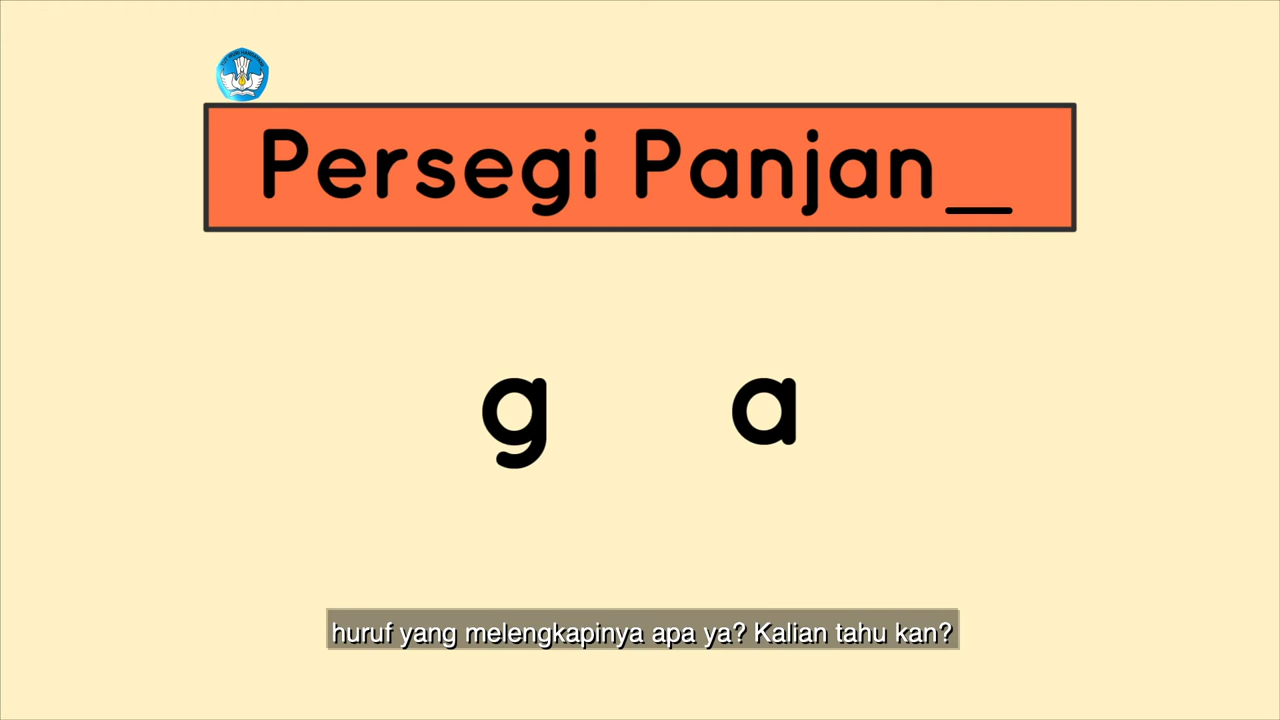 Persegi Panjan_
g a
huruf yang melengkapinya apa ya? Kalian tahu kan?